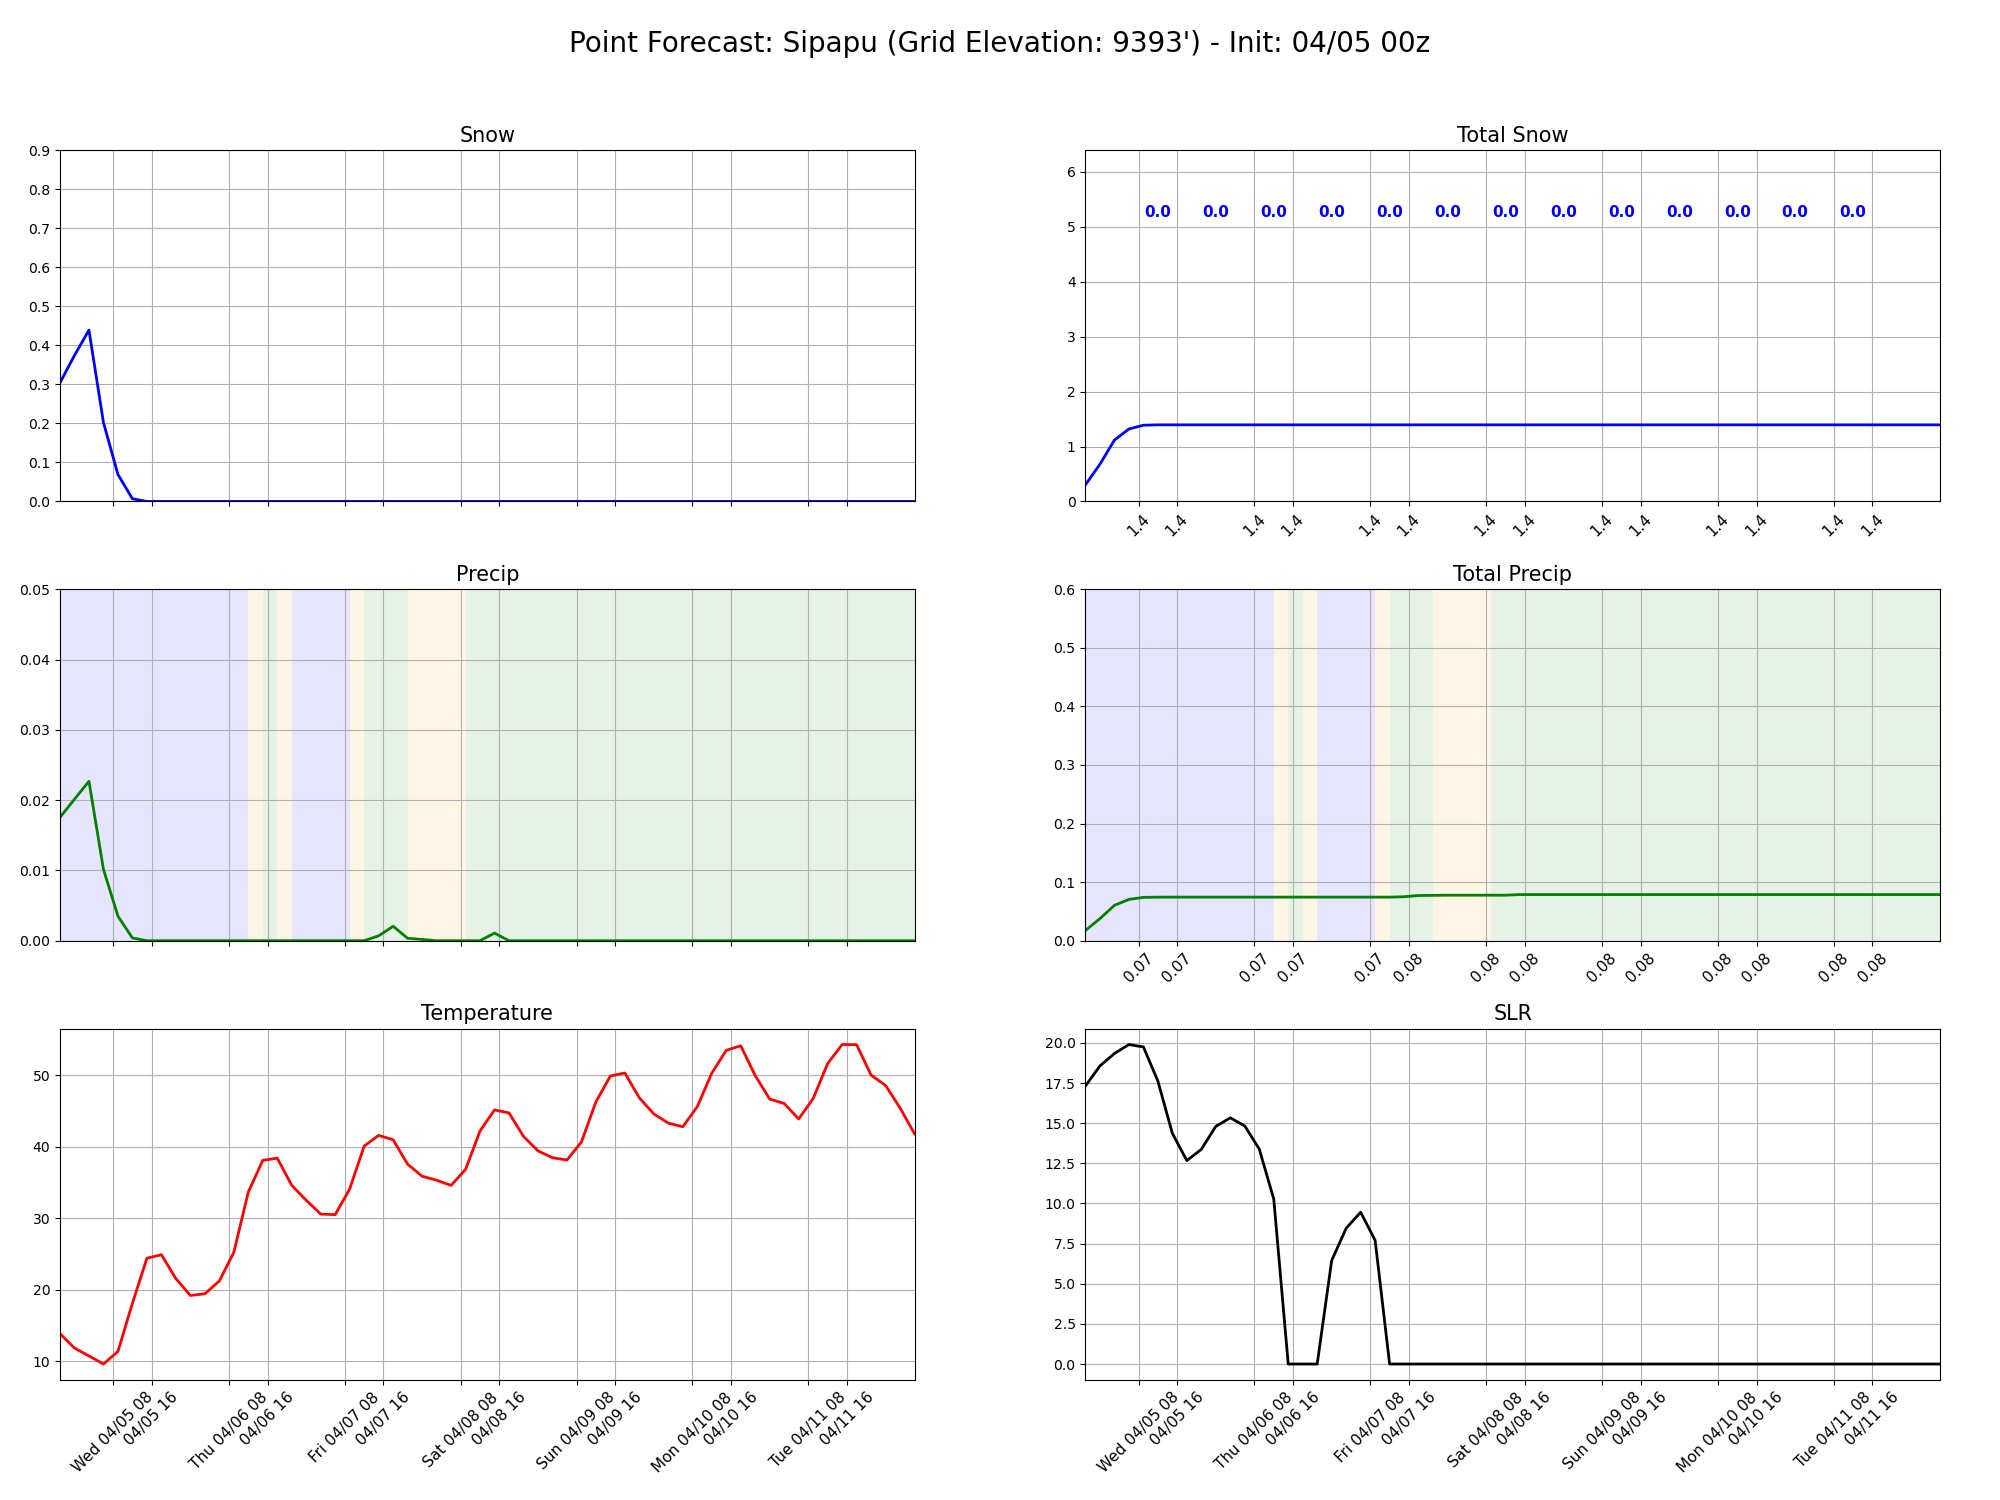 Point Forecast: Sipapu (Grid Elevation: 9393') - Init: 04/05 00z
Snow
0.9
0.8
0.7
0.6
0.5
0.4
0.3
0.2
0.1
0.0
Total Snow
6
5
4
3
2
1
0
0.0 0.0 0.0 0.0 0.0 0.0 0.0 0.0 0.0 0.0 0.0 0.0 0.0
1.4 1.4 1.4 1.4 1.4 1.4 1.4 1.4 1.4 1.4 1.4 1.4 1.4 1.4
Precip
0.05
0.04
0.03
0.02
0.01
0.00
Total Precip
0.6
0.5
0.4
0.3
0.2
0.1
0.0
0.07 0.07 0.07 0.07 0.07 0.08 0.08 0.08 0.08 0.08 0.08 0.08 0.08 0.08
Temperature
50
40
30
20
10
Wed 04/05 08
04/05 16
Thu 04/06 08
04/06 16
Fri 04/07 08
04/07 16
Sat 04/08 08
04/08 16
Sun 04/09 08
04/09 16
Mon 04/10 08
04/10 16
Tue 04/11 08
04/11 16
SLR
20.0
17.5
15.0
12.5
10.0
7.5
5.0
2.5
0.0
Wed 04/05 08
04/05 16
Thu 04/06 08
04/06 16
Fri 04/07 08
04/07 16
Sat 04/08 08
04/08 16
Sun 04/09 08
04/09 16
Mon 04/10 08
04/10 16
Tue 04/11 08
04/11 16